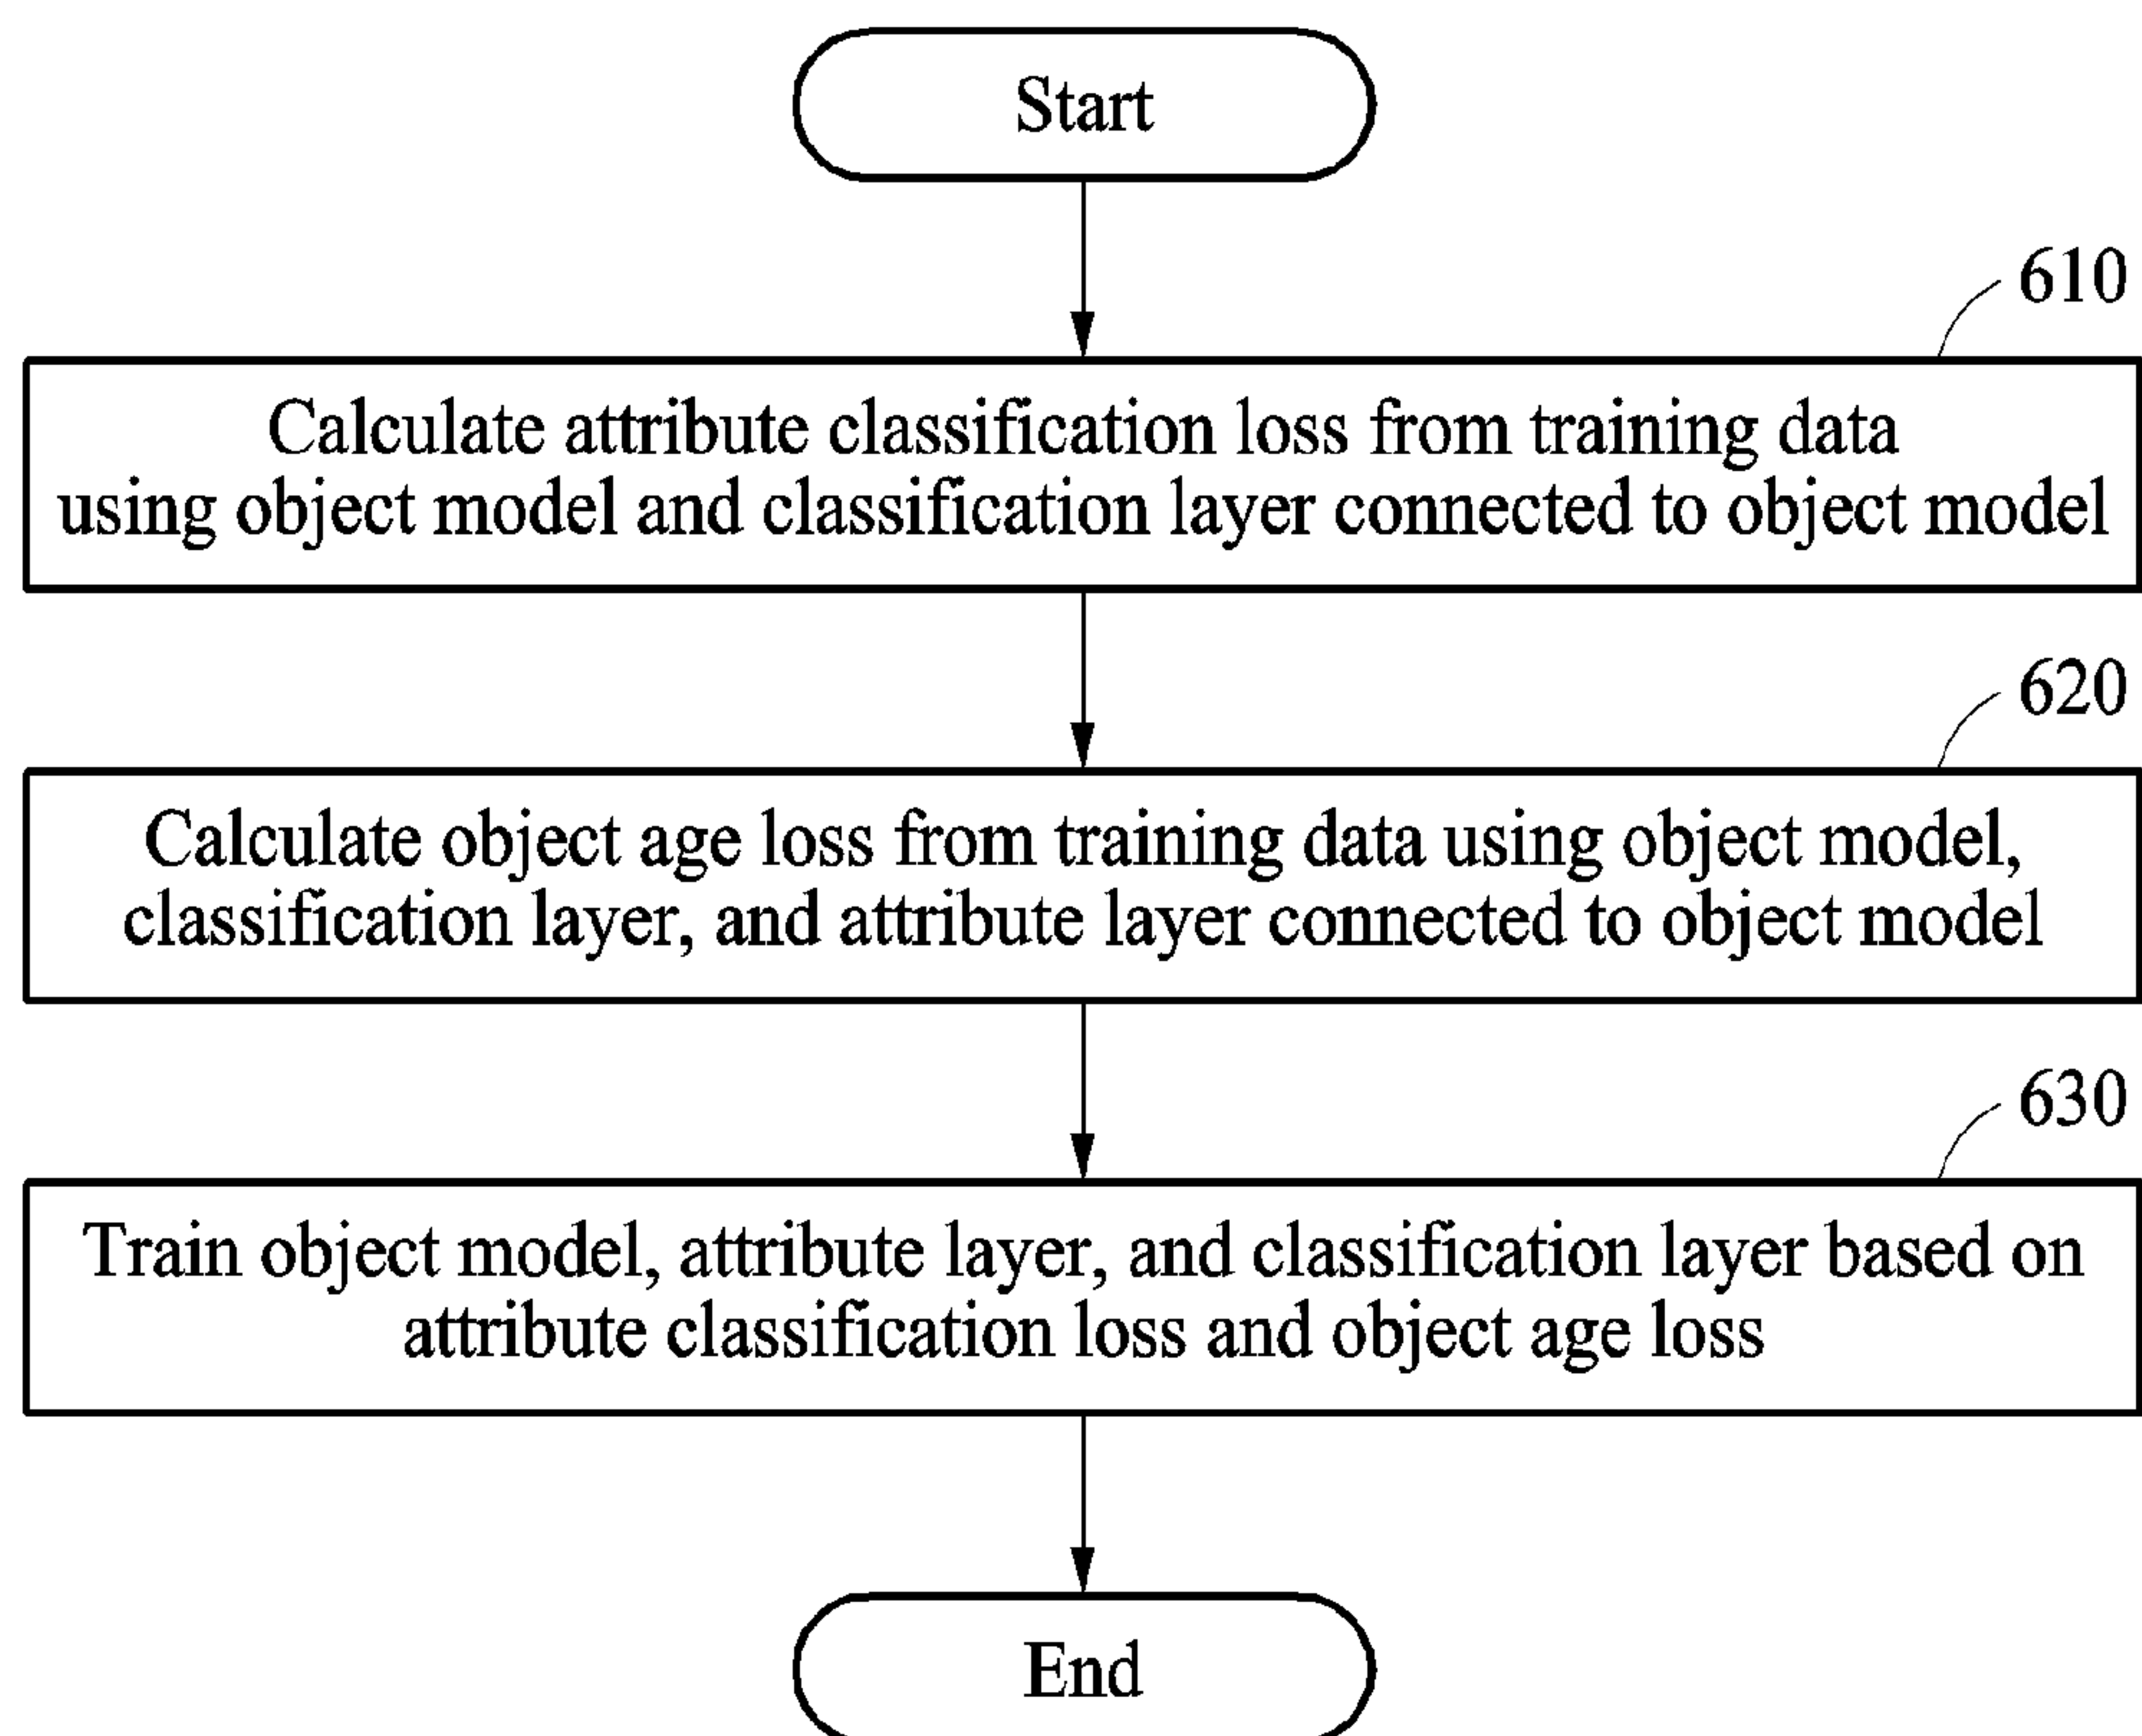 Start
610
Calculate attribute classification loss from training data
using object model and classification layer connected to object model
620
Calculate object age loss from training data using object model,
classification layer, and attribute layer connected to object model
630
Train object model, attribute layer, and classification layer based on
attribute classification loss and object age loss
End